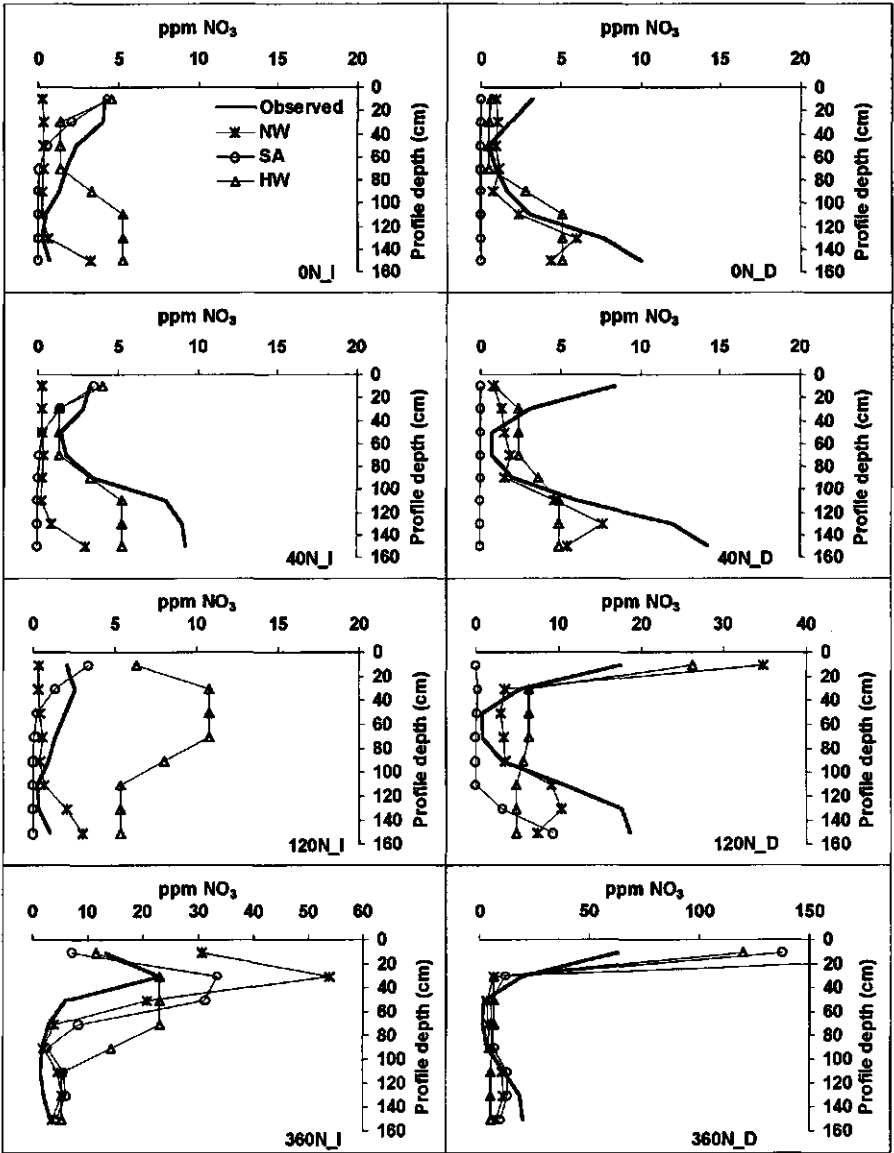 ppm NO3
0 5 10 15 20
0
20
40
60
80
100
120
140
160
Profile depth (cm)
Observed
NW
SA
HW
0N_I
ppm NO3
0 5 10 15 20
0
20
40
60
80
100
120
140
160
Profile depth (cm)
0N_D
ppm NO3
0 5 10 15 20
0
20
40
60
80
100
120
140
160
Profile depth (cm)
40N_I
ppm NO3
0 5 10 15 20
0
20
40
60
80
100
120
140
160
Profile depth (cm)
40N_D
ppm NO3
0 5 10 15 20
0
20
40
60
80
100
120
140
160
Profile depth (cm)
120N_I
ppm NO3
0 10 20 30 40
0
20
40
60
80
100
120
140
160
Profile depth (cm)
120N_D
ppm NO3
0 10 20 30 40 50 60
0
20
40
60
80
100
120
140
160
Profile depth (cm)
360N_I
ppm NO3
0 50 100 150
0
20
40
60
80
100
120
140
160
Profile depth (cm)
360N_D